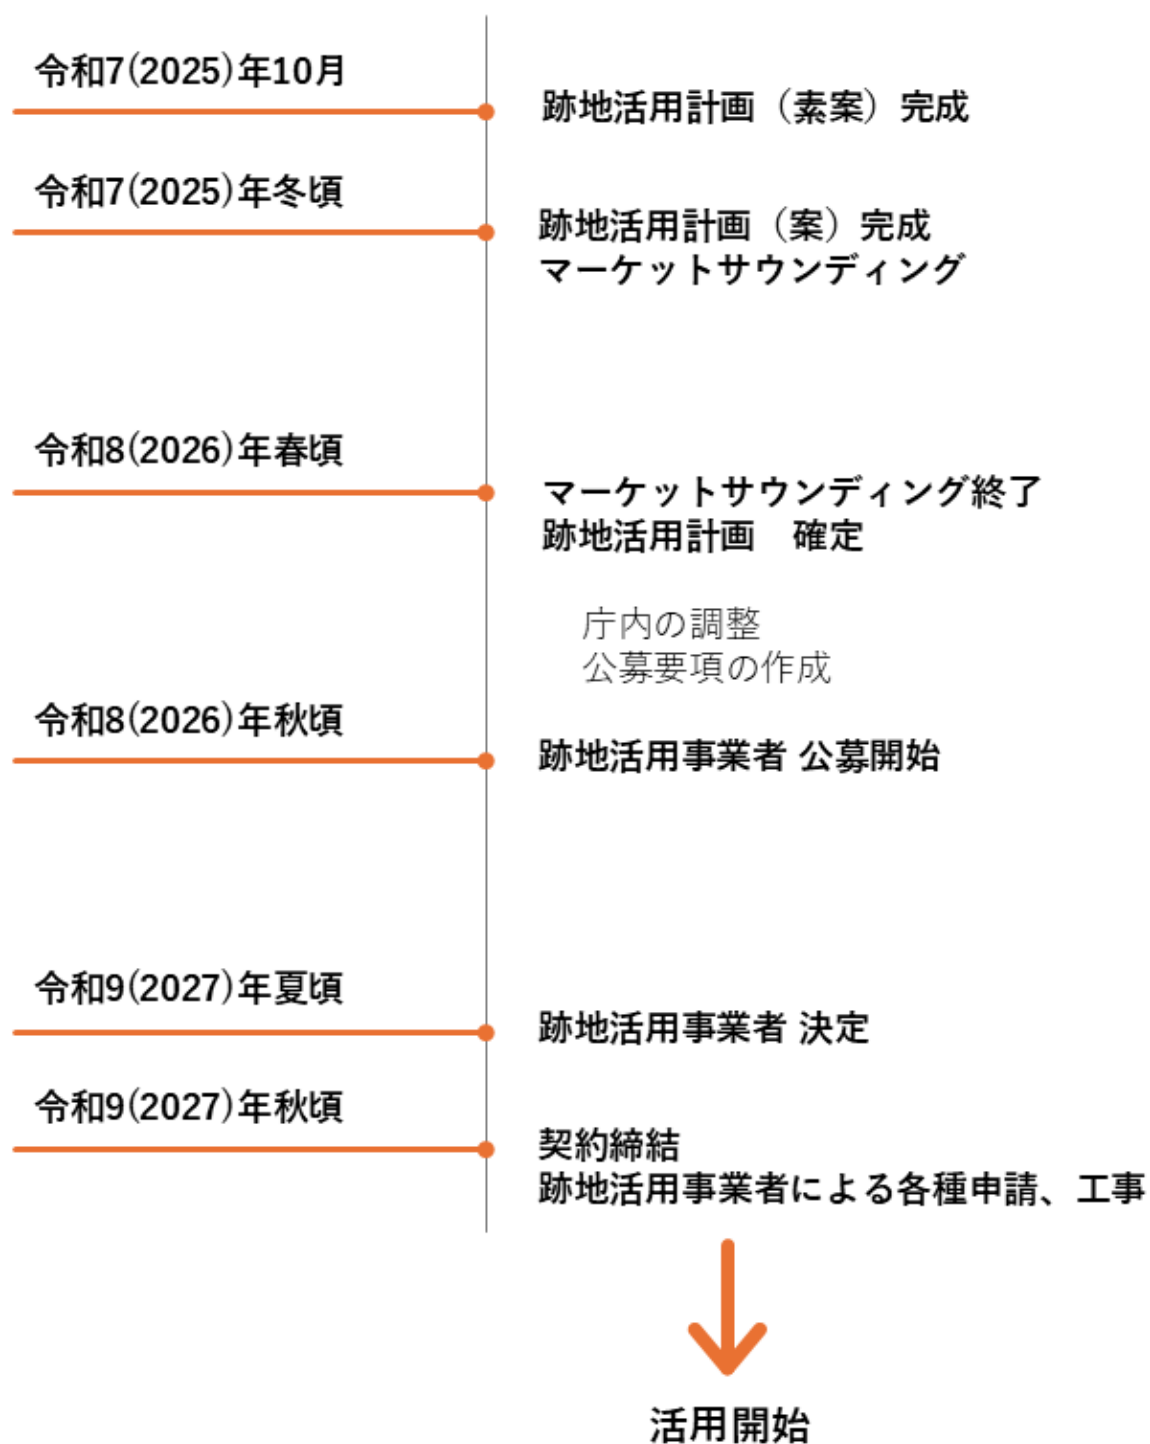 令和7(2025)年10月
跡地活用計画（素案）完成
令和7(2025)年冬頃
跡地活用計画（案）完成
マーケットサウンディング
令和8(2026)年春頃
マーケットサウンディング終了
跡地活用計画　確定
庁内の調整
公募要項の作成
令和8(2026)年秋頃
跡地活用事業者 公募開始
令和9(2027)年夏頃
跡地活用事業者 決定
令和9(2027)年秋頃
契約締結
跡地活用事業者による各種申請、工事
活用開始